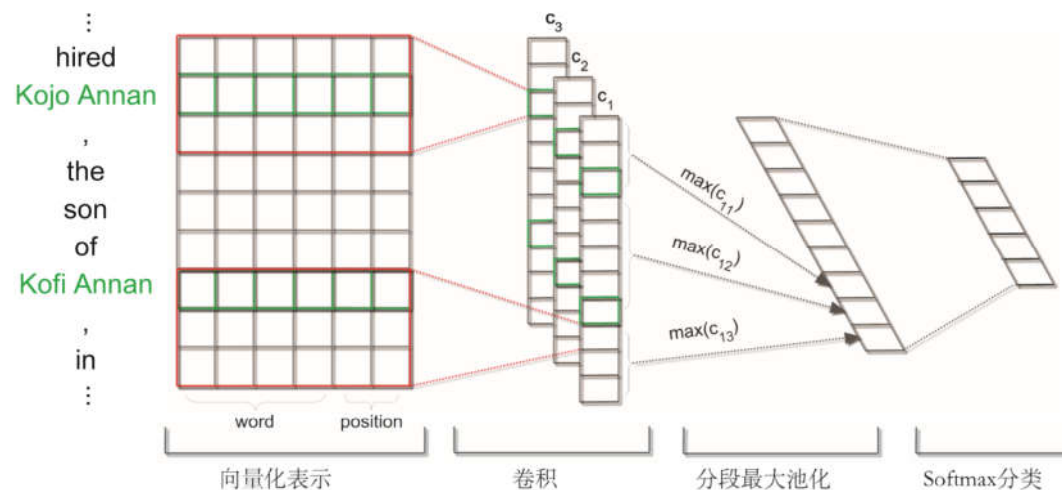 ⋮
hired
Kojo Annan
,
the
son
of
Kofi Annan
,
in
⋮
word
position
c3
c2
c1
max(c11)
max(c12)
max(c13)
向量化表示
卷积
分段最大池化
Softmax分类